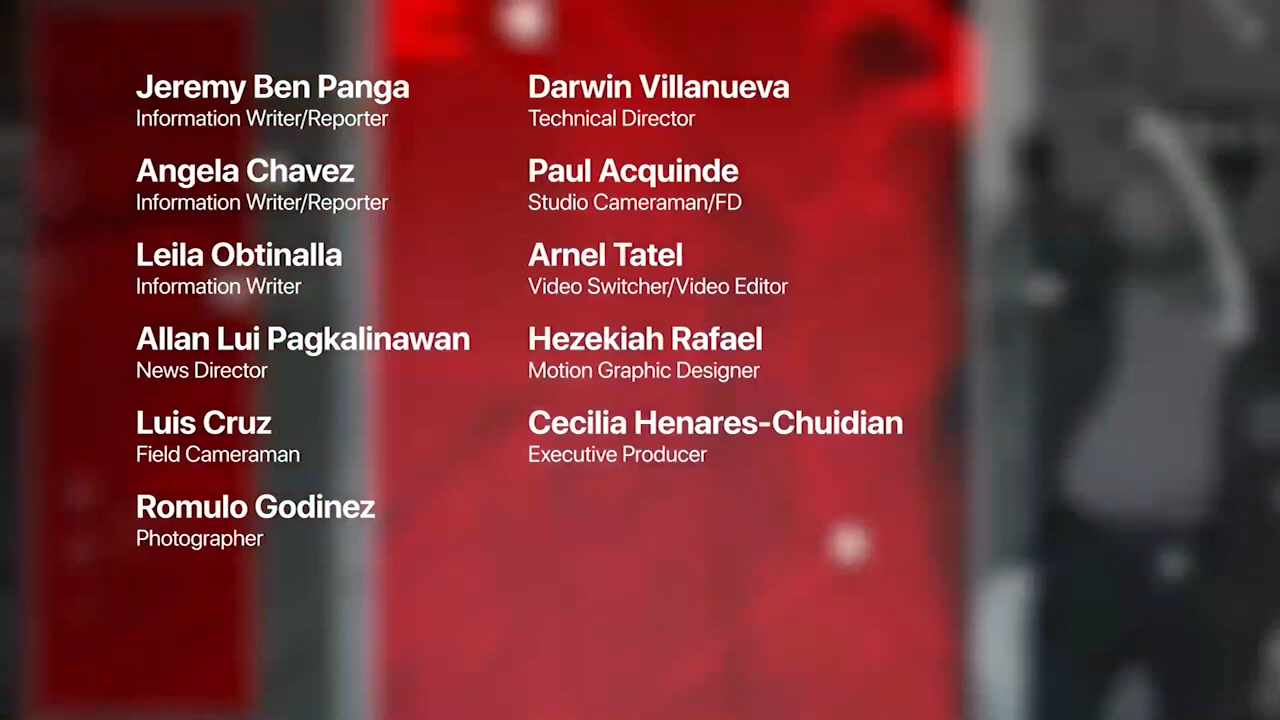 Jeremy Ben Panga
Information Writer/Reporter
Angela Chavez
Information Writer/Reporter
Leila Obtinalla
Information Writer
Allan Lui Pagkalinawan
News Director
Luis Cruz
Field Cameraman
Romulo Godinez
Photographer
Darwin Villanueva
Technical Director
Paul Acquinde
Studio Cameraman/FD
Arnel Tatel
Video Switcher/Video Editor
Hezekiah Rafael
Motion Graphic Designer
Cecilia Henares-Chuidian
Executive Producer